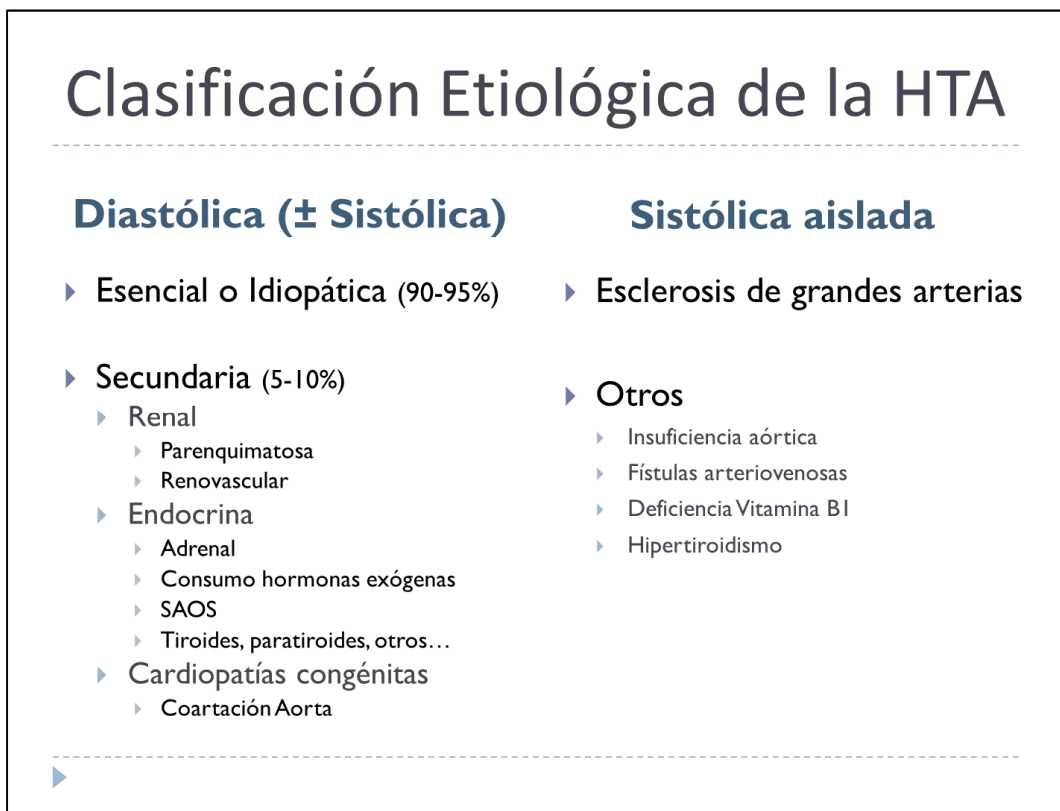 Clasificación Etiológica de la HTA
Diastólica (± Sistólica)
Esencial o Idiopática (90-95%)
Secundaria (5-10%)
Renal
Parenquimatosa
Renovascular
Endocrina
Adrenal
Consumo hormonas exógenas
SAOS
Tiroides, paratiroides, otros…
Cardiopatías congénitas
Coartación Aorta
Sistólica aislada
Esclerosis de grandes arterias
Otros
Insuficiencia aórtica
Fístulas arteriovenosas
Deficiencia Vitamina B1
Hipertiroidismo